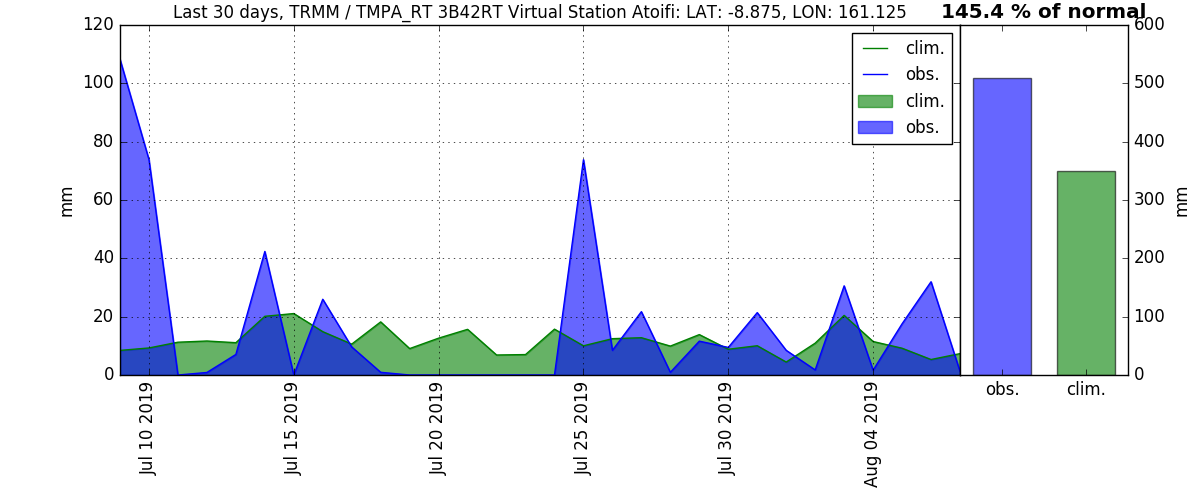 Last 30 days, TRMM / TMPA_RT 3B42RT Virtual Station Atoifi: LAT: -8.875, LON: 161.125
145.4 % of normal
120
100
80
60
40
20
0
mm
clim.
obs.
clim.
obs.
600
500
400
300
200
100
0
mm
Jul 10 2019
Jul 15 2019
Jul 20 2019
Jul 25 2019
Jul 30 2019
Aug 04 2019
obs.
clim.